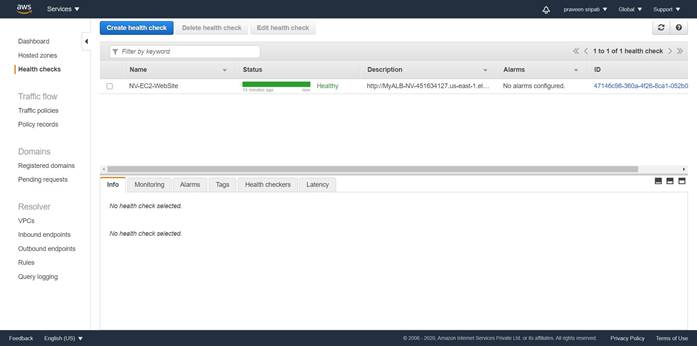 aws Services praveen sripati Global Support
Create health check Delete health check Edit health check
Dashboard
Hosted zones
Health checks
Traffic flow
Traffic policies
Policy records
Domains
Registered domains
Pending requests
Resolver
VPCs
Inbound endpoints
Outbound endpoints
Rules
Query logging
Filter by keyword 1 to 1 of 1 health check
Name Status Description Alarms ID
NV-EC2-WebSite Healthy http://MyALB-NV-451634127.us-east-1.el... No alarms configured. 47146c98-360a-4f26-8ca1-052b0
now
Info Monitoring Alarms Tags Health checkers Latency
No health check selected.
No health check selected.
Feedback English (US) © 2008 - 2020, Amazon Internet Services Private Ltd. or its affiliates. All rights reserved. Privacy Policy Terms of Use